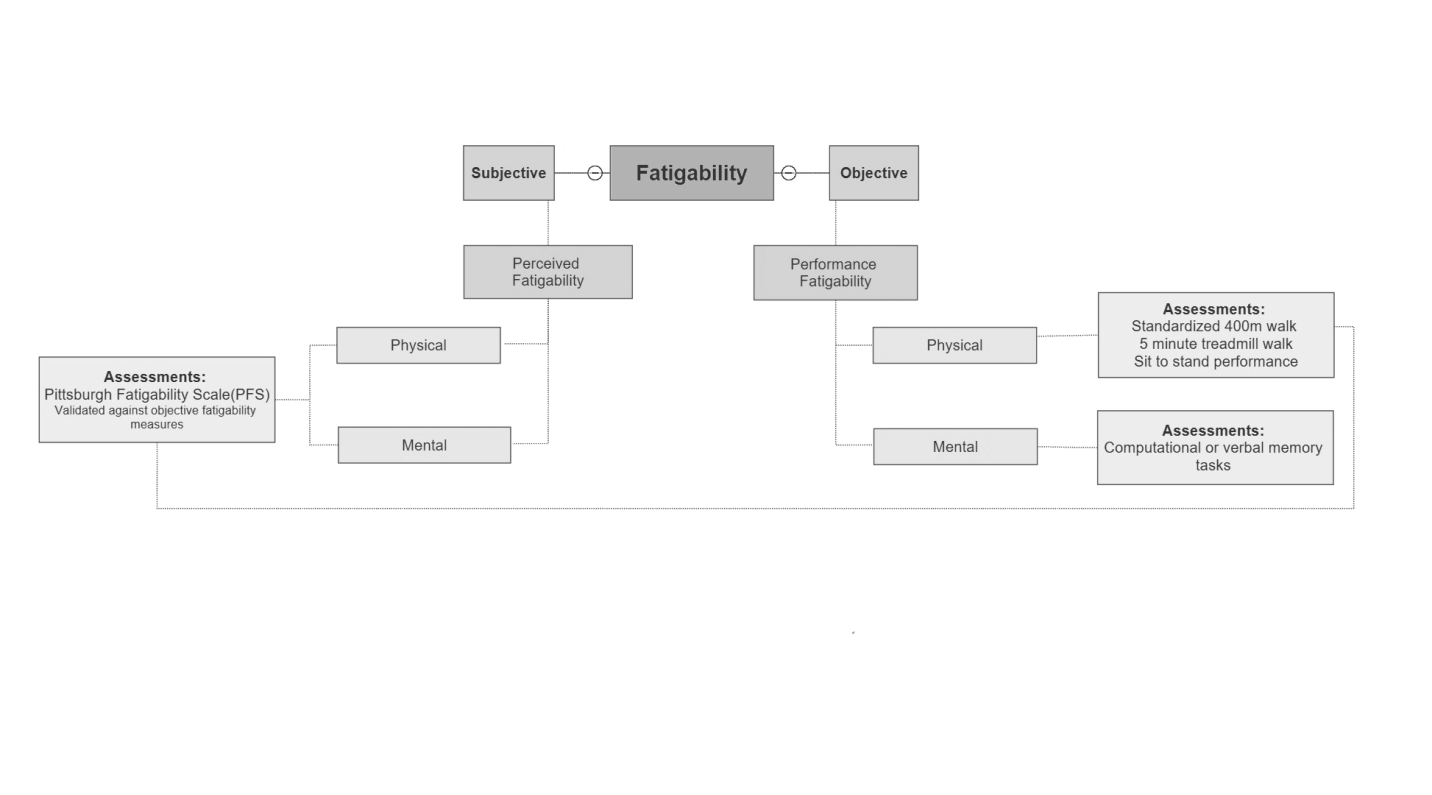 Subjective
Fatigability
Objective
Perceived
Fatigability
Performance
Fatigability
Physical
Mental
Assessments:
Pittsburgh Fatigability Scale(PFS)
Validated against objective fatigability
measures
Physical
Mental
Assessments:
Standardized 400m walk
5 minute treadmill walk
Sit to stand performance
Assessments:
Computational or verbal memory
tasks